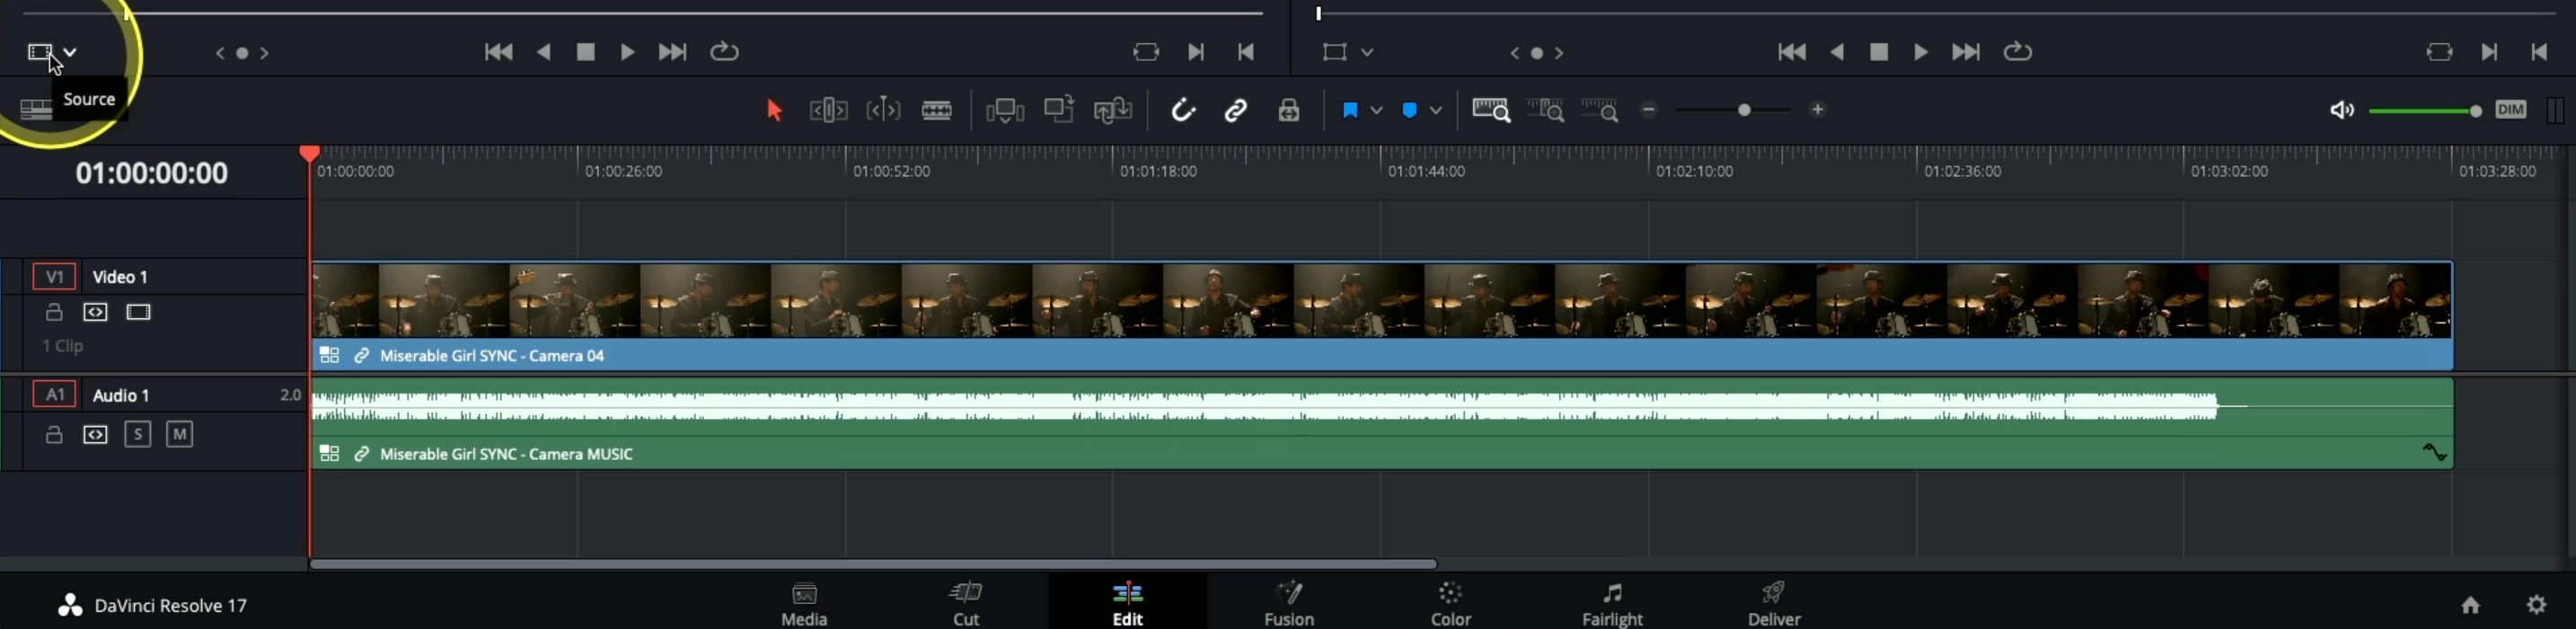 Source
DIM
01:00:00:00
01:00:00:00 01:00:26:00 01:00:52:00 01:01:18:00 01:01:44:00 01:02:10:00 01:02:36:00 01:03:02:00 01:03:28:00
V1 Video 1
1 Clip
Miserable Girl SYNC - Camera 04
A1 Audio 1 2.0
S M
Miserable Girl SYNC - Camera MUSIC
DaVinci Resolve 17
Media Cut Edit Fusion Color Fairlight Deliver